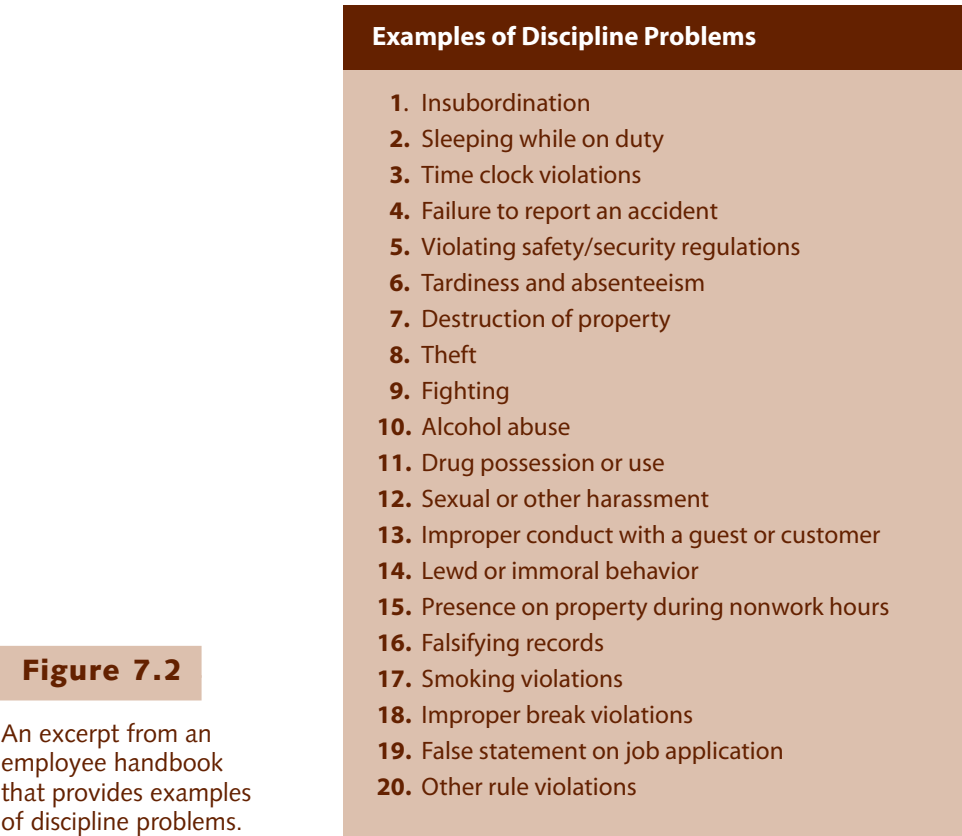 Examples of Discipline Problems
1. Insubordination
2. Sleeping while on duty
3. Time clock violations
4. Failure to report an accident
5. Violating safety/security regulations
6. Tardiness and absenteeism
7. Destruction of property
8. Theft
9. Fighting
10. Alcohol abuse
11. Drug possession or use
12. Sexual or other harassment
13. Improper conduct with a guest or customer
14. Lewd or immoral behavior
15. Presence on property during nonwork hours
16. Falsifying records
17. Smoking violations
18. Improper break violations
19. False statement on job application
20. Other rule violations
Figure 7.2
An excerpt from an
employee handbook
that provides examples
of discipline problems.